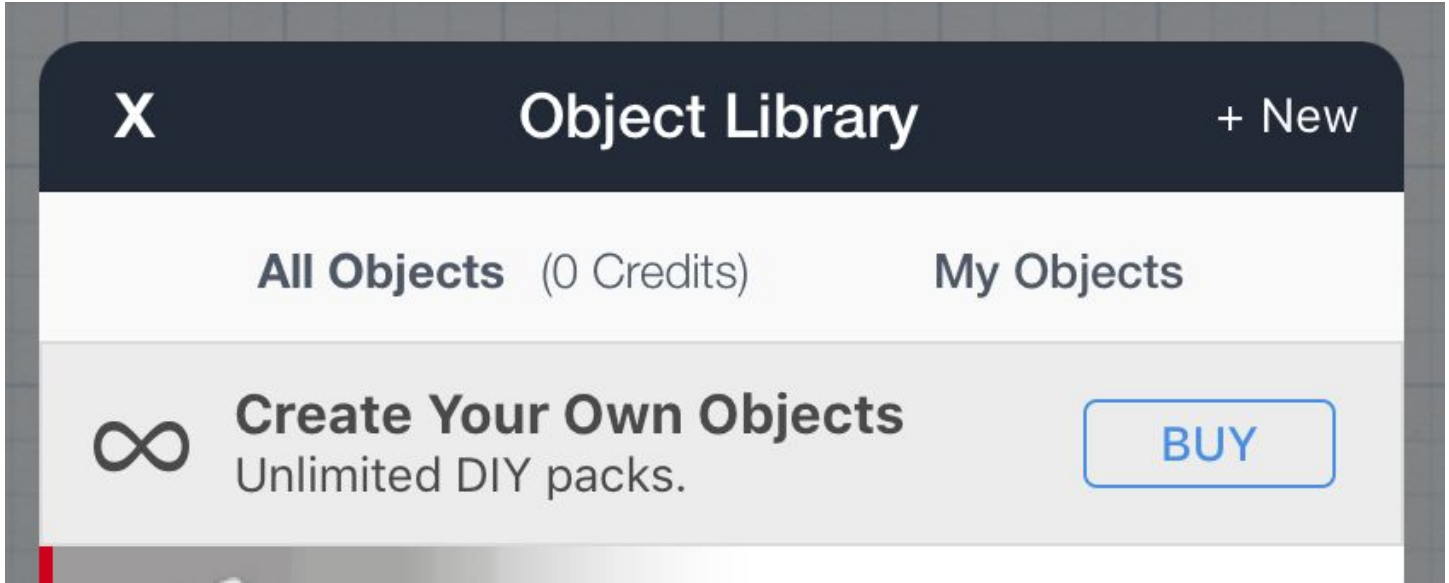 X Object Library + New
All Objects (0 Credits) My Objects
Create Your Own Objects
Unlimited DIY packs.
BUY